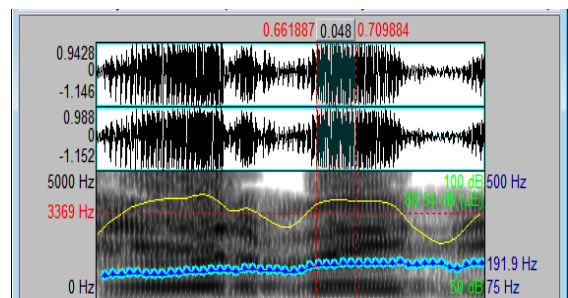 0.661887 0.048 0.709884
0.9428
0
-1.146
0.988
0
-1.152
5000 Hz 100 dB 500 Hz
3369 Hz 88.54 dB (µE)
191.9 Hz
0 Hz 50 dB 75 Hz